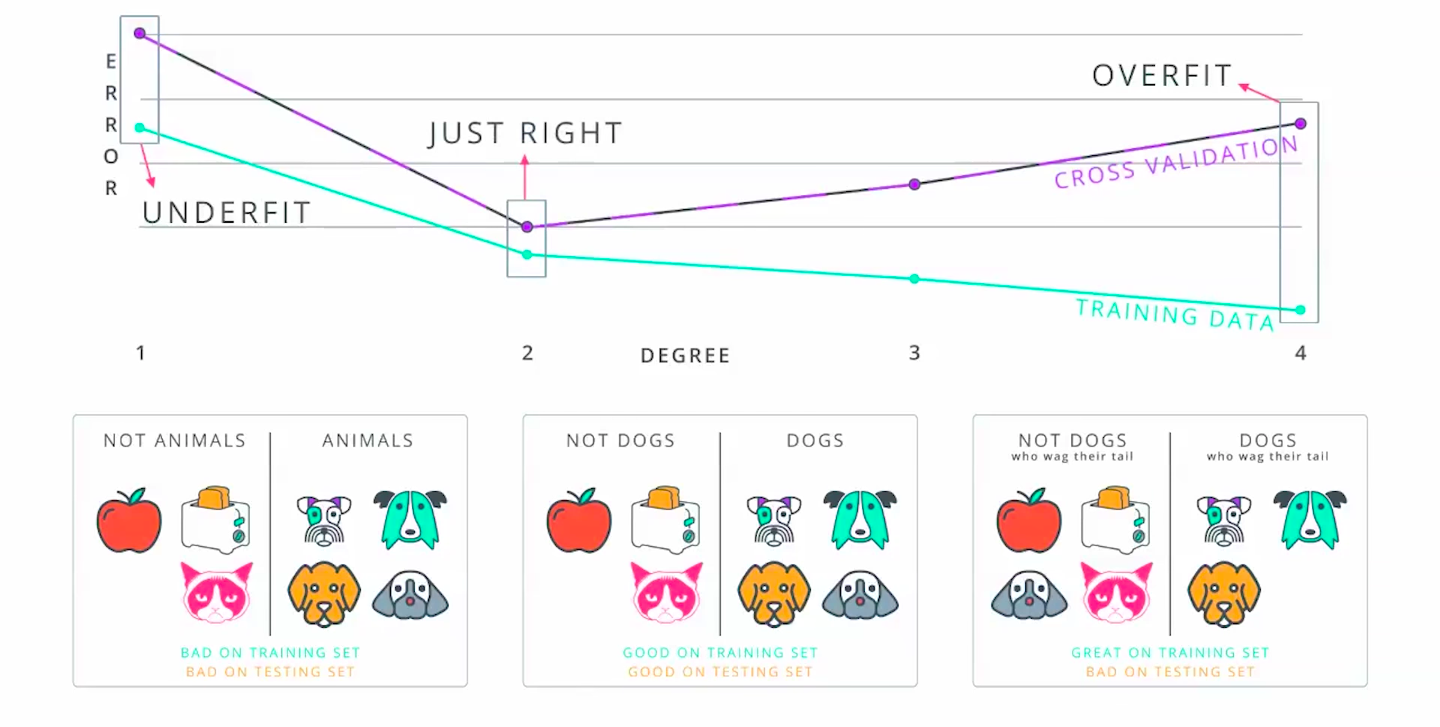 ERROR
UNDERFIT
JUST RIGHT
OVERFIT
CROSS VALIDATION
TRAINING DATA
1 2 DEGREE 3 4
NOT ANIMALS
ANIMALS
BAD ON TRAINING SET
BAD ON TESTING SET
NOT DOGS
DOGS
GOOD ON TRAINING SET
GOOD ON TESTING SET
NOT DOGS
who wag their tail
DOGS
who wag their tail
GREAT ON TRAINING SET
BAD ON TESTING SET